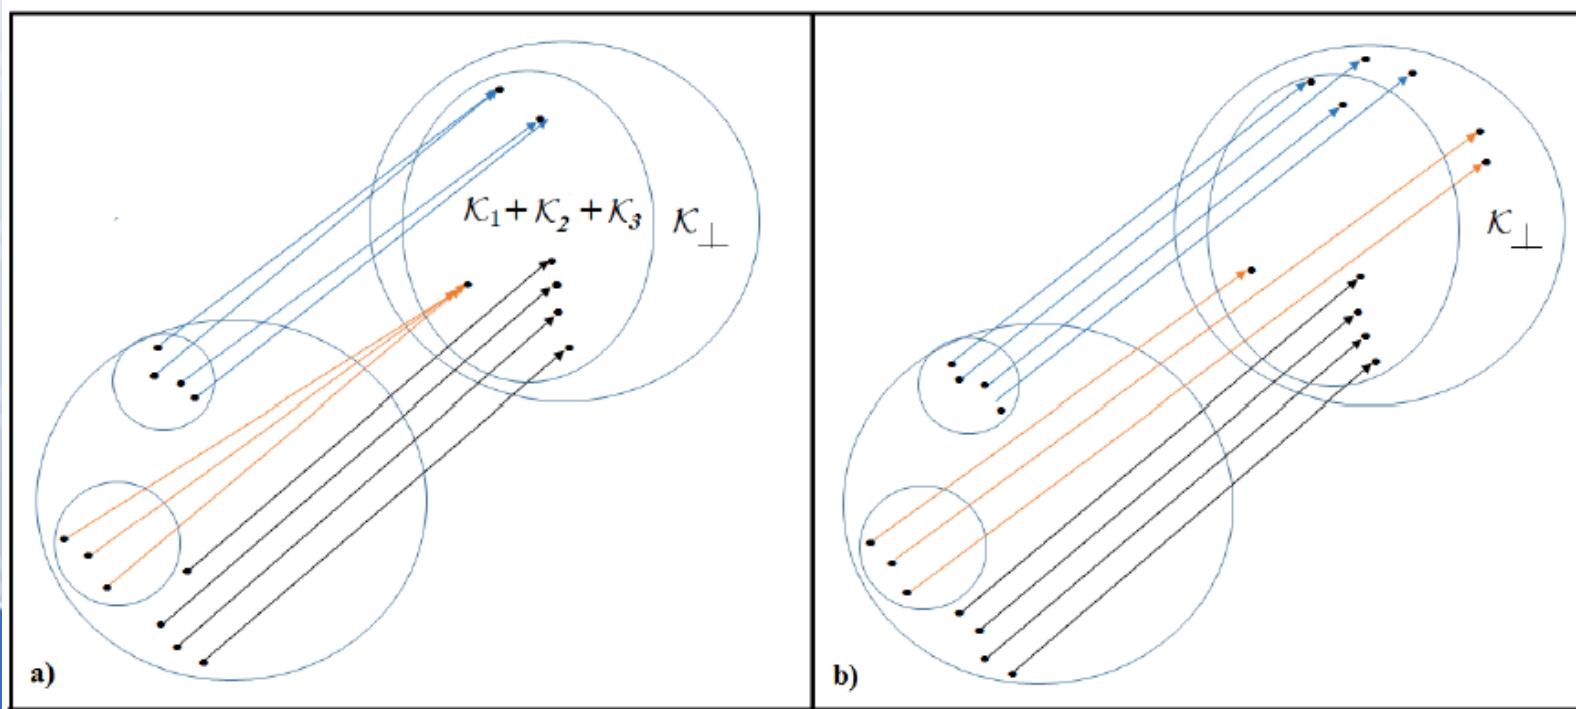 𝒦₁ + 𝒦₂ + 𝒦₃
𝒦⊥
a)
𝒦⊥
b)